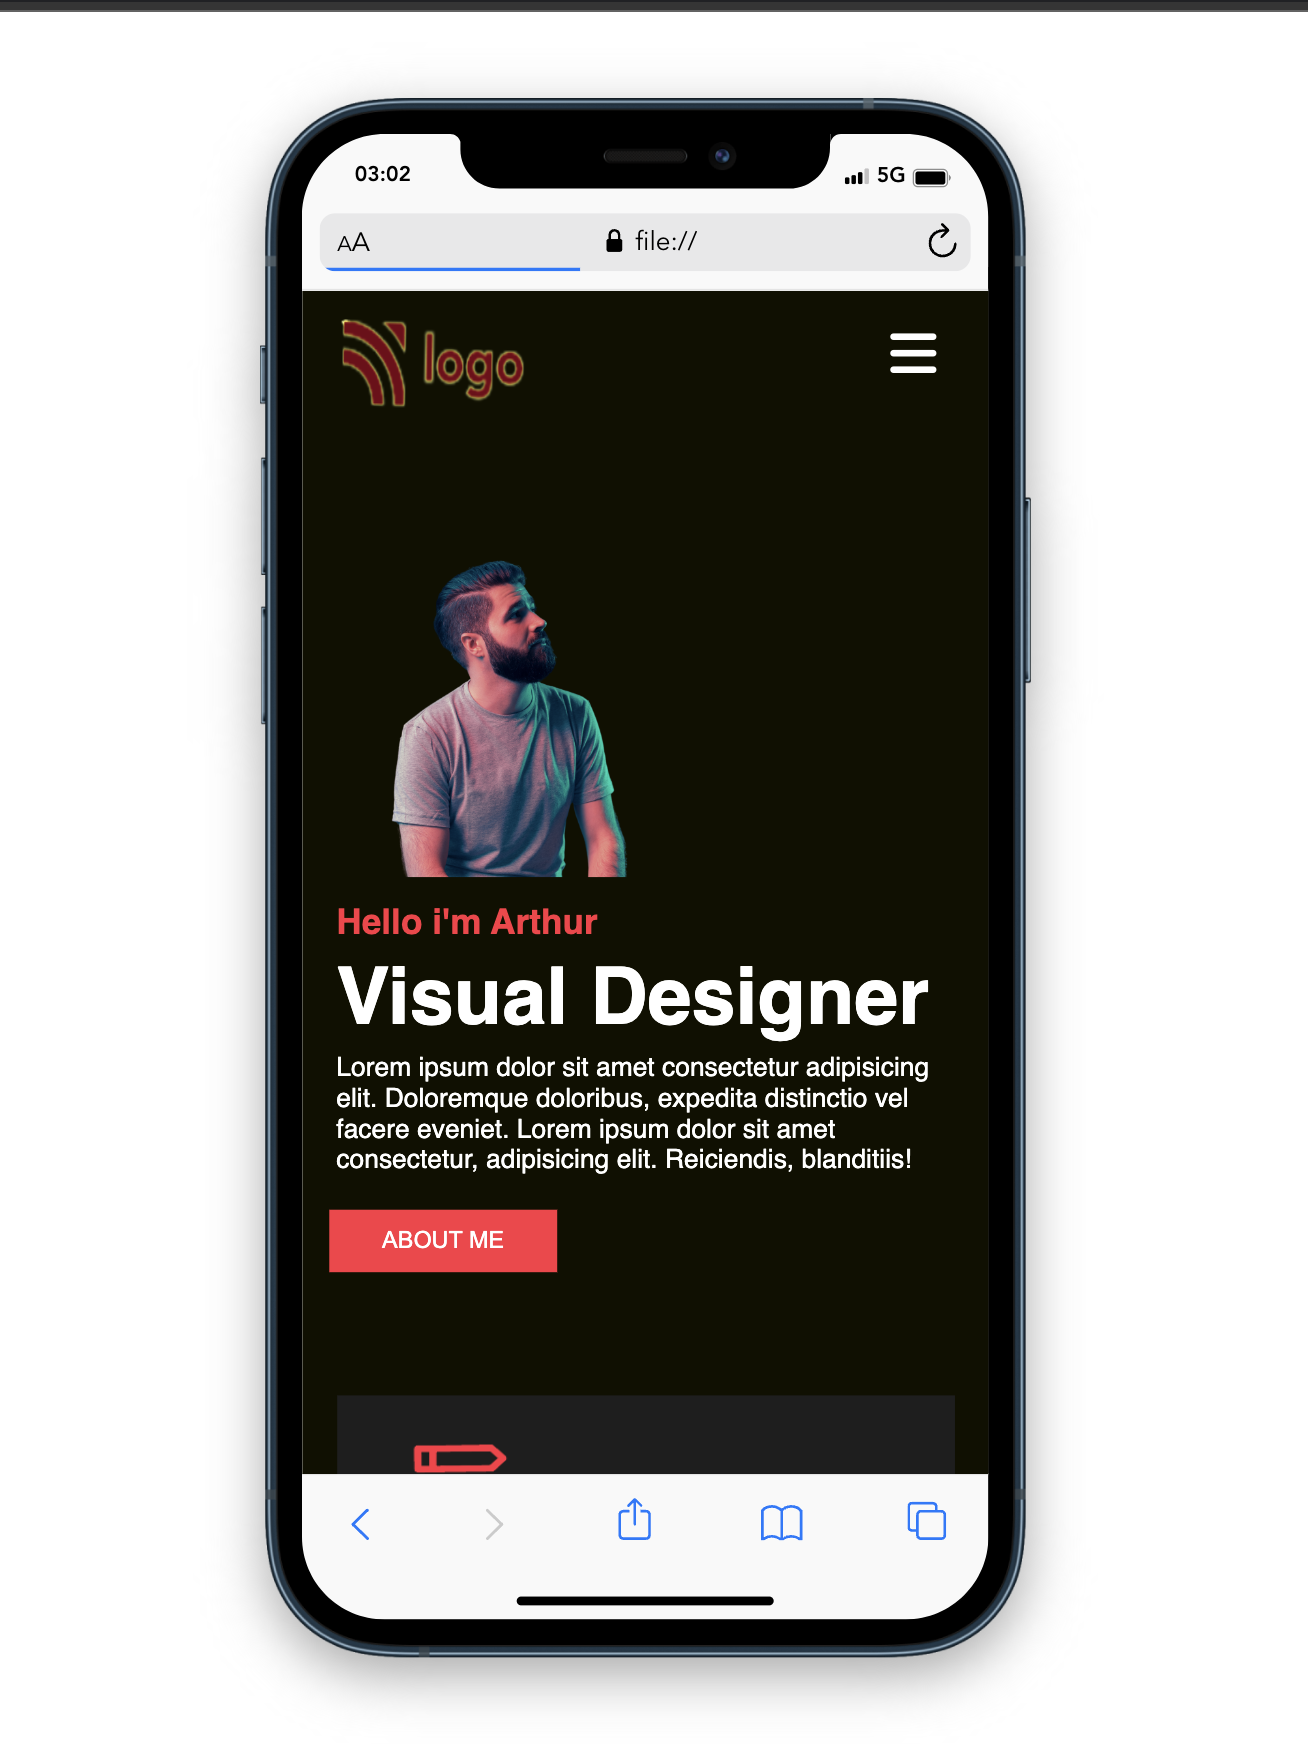 03:02
5G
AA
file://
logo
Hello i'm Arthur
Visual Designer
Lorem ipsum dolor sit amet consectetur adipisicing
elit. Doloremque doloribus, expedita distinctio vel
facere eveniet. Lorem ipsum dolor sit amet
consectetur, adipisicing elit. Reiciendis, blanditiis!
ABOUT ME